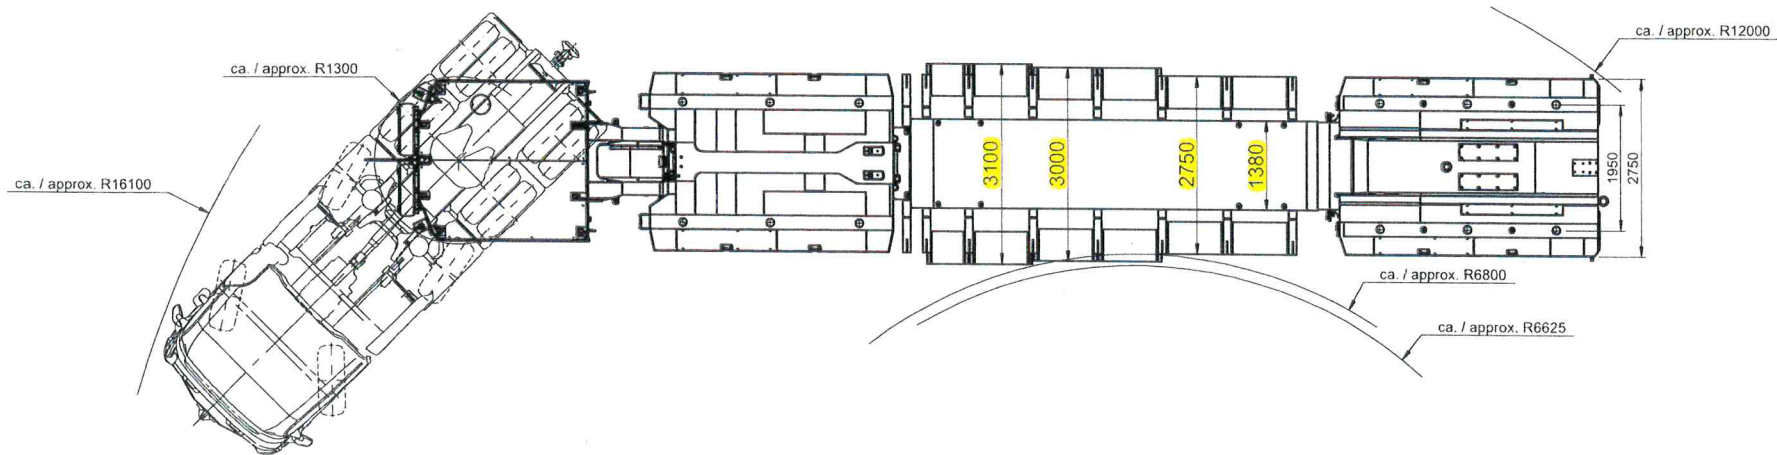 ca. / approx. R12000
ca. / approx. R1300
3100
3000
2750
1380
1950
2750
ca. / approx. R16100
ca. / approx. R6800
ca. / approx. R6625